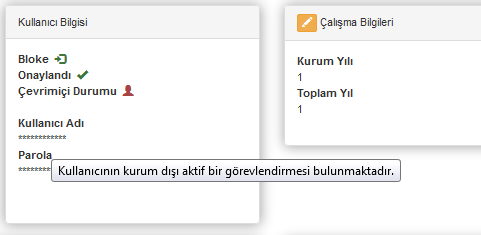 Kullanıcı Bilgisi
Bloke
Onaylandı
Çevrimiçi Durumu
Kullanıcı Adı
************
Parola
Kullanıcının kurum dışı aktif bir görevlendirmesi bulunmaktadır.
Çalışma Bilgileri
Kurum Yılı
1
Toplam Yıl
1